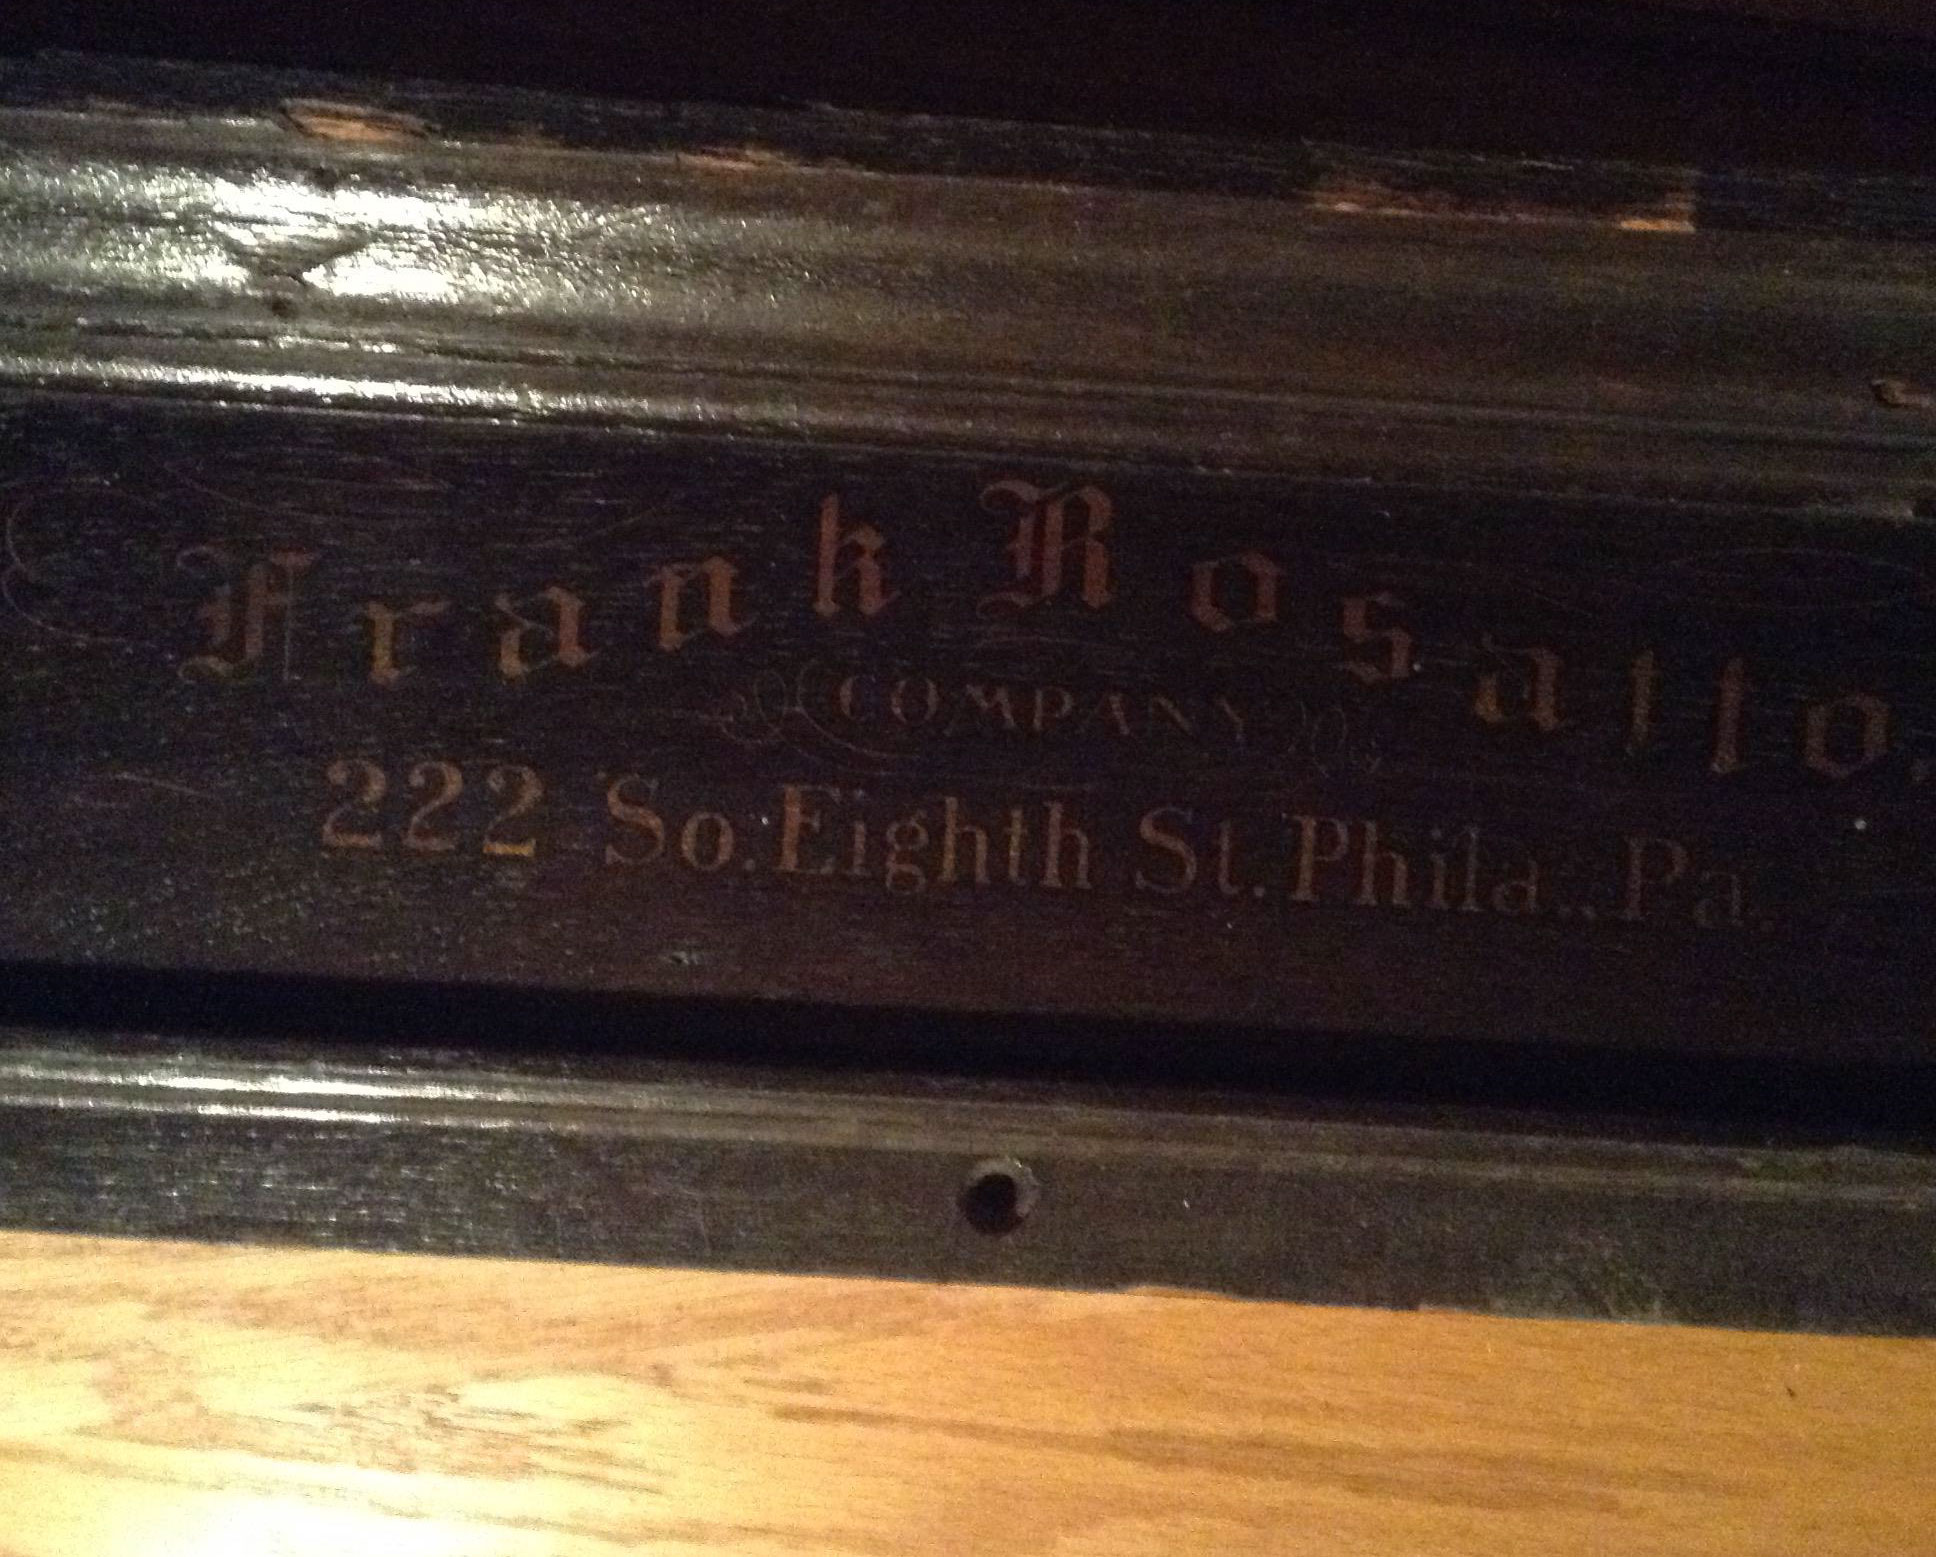 Frank Rosatto,
COMPANY
222 So. Eighth St. Phila., Pa.